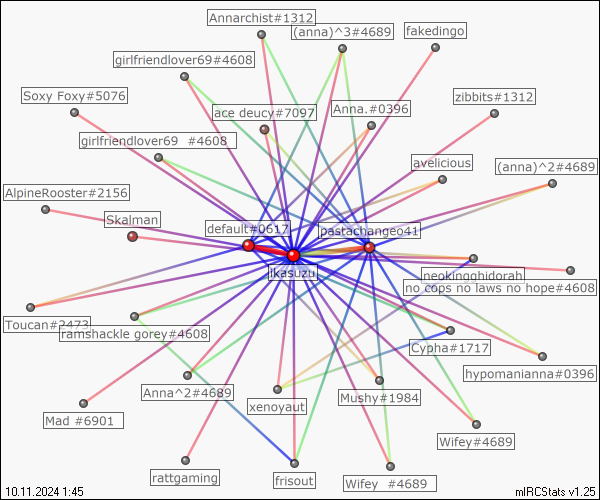 Annarchist#1312
(anna)^3#4689
fakedingo
girlfriendlover69#4608
Soxy Foxy#5076
ace deucy#7097
Anna.#0396
zibbits#1312
girlfriendlover69 #4608
avelicious
(anna)^2#4689
AlpineRooster#2156
Skalman
default#0617
pastachangeo41
ikasuzu
neokingghidorah
no cops no laws no hope#4608
Toucan#2473
ramshackle gorey#4608
Cypha#1717
hypomanianna#0396
Anna^2#4689
xenoyaut
Mushy#1984
Mad #6901
Wifey#4689
rattgaming
frisout
Wifey #4689
10.11.2024 1:45
mIRCStats v1.25